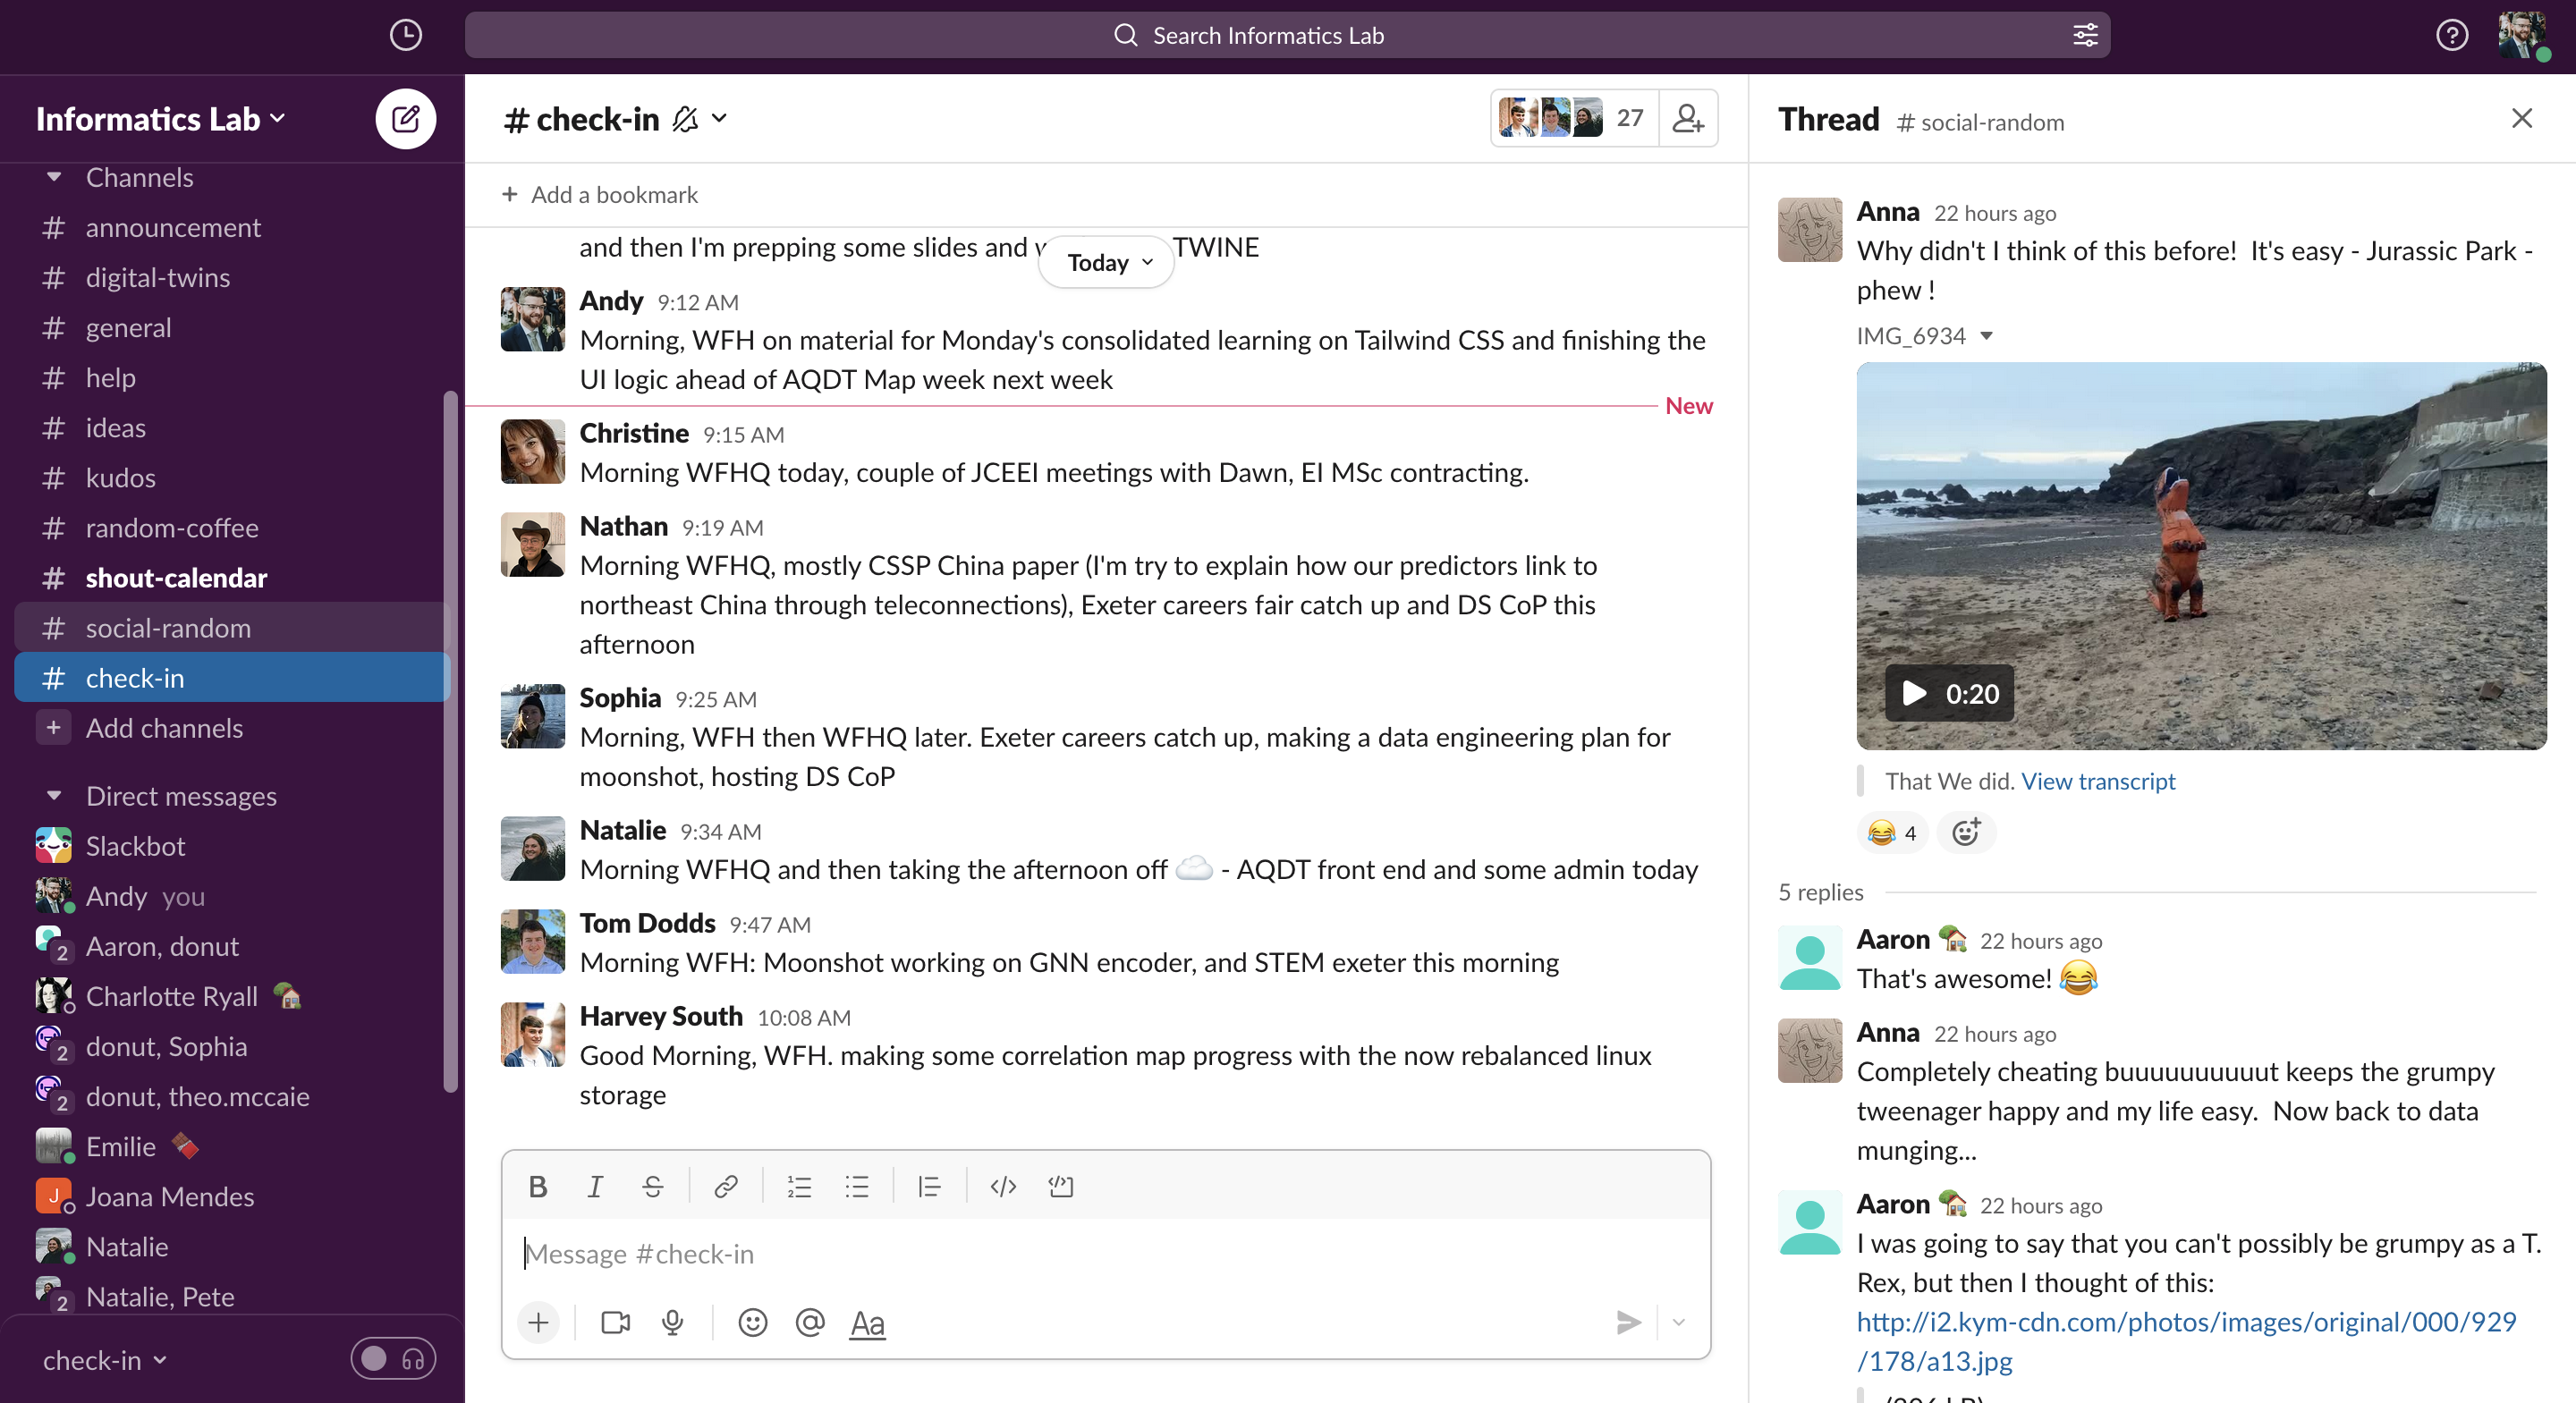 Search Informatics Lab
Informatics Lab
Channels
# announcement
# digital-twins
# general
# help
# ideas
# kudos
# random-coffee
# shout-calendar
# social-random
# check-in
+ Add channels
Direct messages
Slackbot
Andy you
2 Aaron, donut
Charlotte Ryall
2 donut, Sophia
2 donut, theo.mccaie
Emilie
J Joana Mendes
Natalie
2 Natalie, Pete
check-in
# check-in
27
+ Add a bookmark
and then I'm prepping some slides and TWINE
Today
Andy 9:12 AM
Morning, WFH on material for Monday's consolidated learning on Tailwind CSS and finishing the
UI logic ahead of AQDT Map week next week
New
Christine 9:15 AM
Morning WFHQ today, couple of JCEEI meetings with Dawn, EI MSc contracting.
Nathan 9:19 AM
Morning WFHQ, mostly CSSP China paper (I'm try to explain how our predictors link to
northeast China through teleconnections), Exeter careers fair catch up and DS CoP this
afternoon
Sophia 9:25 AM
Morning, WFH then WFHQ later. Exeter careers catch up, making a data engineering plan for
moonshot, hosting DS CoP
Natalie 9:34 AM
Morning WFHQ and then taking the afternoon off ☁️ - AQDT front end and some admin today
Tom Dodds 9:47 AM
Morning WFH: Moonshot working on GNN encoder, and STEM exeter this morning
Harvey South 10:08 AM
Good Morning, WFH. making some correlation map progress with the now rebalanced linux
storage
B I S
Message #check-in
@ Aa
Thread # social-random
Anna 22 hours ago
Why didn't I think of this before!  It's easy - Jurassic Park -
phew !
IMG_6934
0:20
That We did. View transcript
😂 4
5 replies
Aaron 22 hours ago
That's awesome! 😂
Anna 22 hours ago
Completely cheating buuuuuuuuuut keeps the grumpy
tweenager happy and my life easy.  Now back to data
munging...
Aaron 22 hours ago
I was going to say that you can't possibly be grumpy as a T.
Rex, but then I thought of this:
http://i2.kym-cdn.com/photos/images/original/000/929
/178/a13.jpg